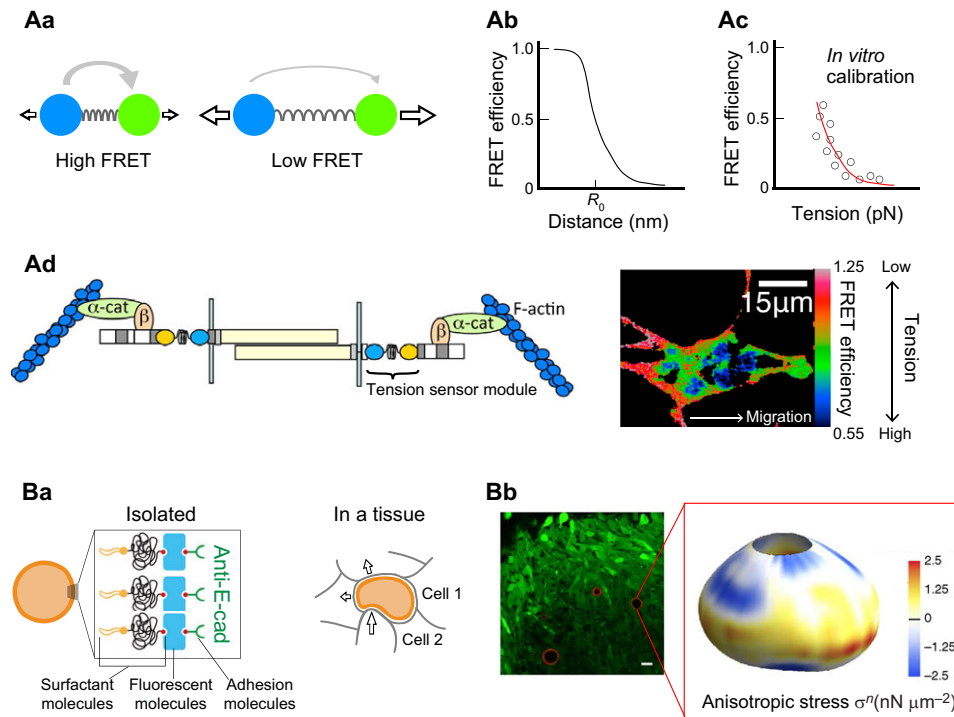 Aa
High FRET
Low FRET
Ab
1.0
0.5
0
FRET efficiency
R0
Distance (nm)
Ac
1.0
0.5
0
FRET efficiency
In vitro
calibration
Tension (pN)
Ad
α-cat
β
β
α-cat
F-actin
Tension sensor module
15μm
Migration
1.25
0.55
FRET efficiency
Low
Tension
High
Ba
Isolated
Anti-E-cad
Surfactant
molecules
Fluorescent
molecules
Adhesion
molecules
In a tissue
Cell 1
Cell 2
Bb
2.5
1.25
0
−1.25
−2.5
Anisotropic stress σⁿ(nN μm⁻²)